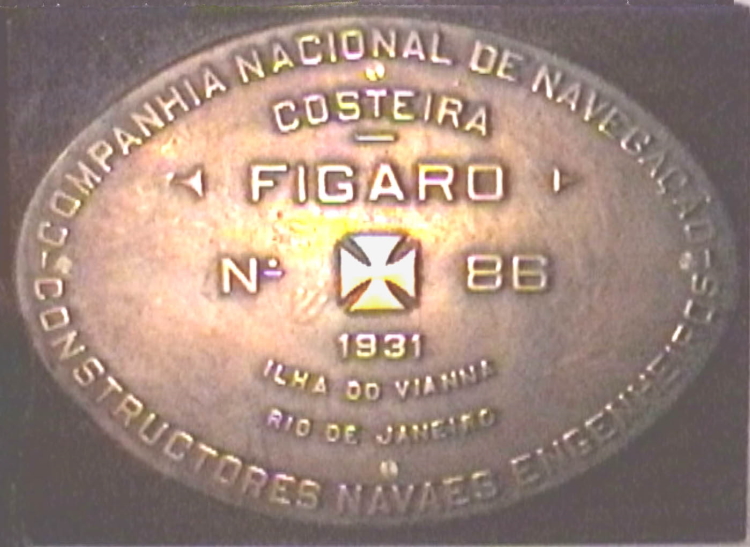 COMPANHIA NACIONAL DE NAVEGAÇÃO
COSTEIRA
FIGARO
Nº 86
1931
ILHA DO VIANNA
RIO DE JANEIRO
CONSTRUCTORES NAVAES ENGENHEIROS